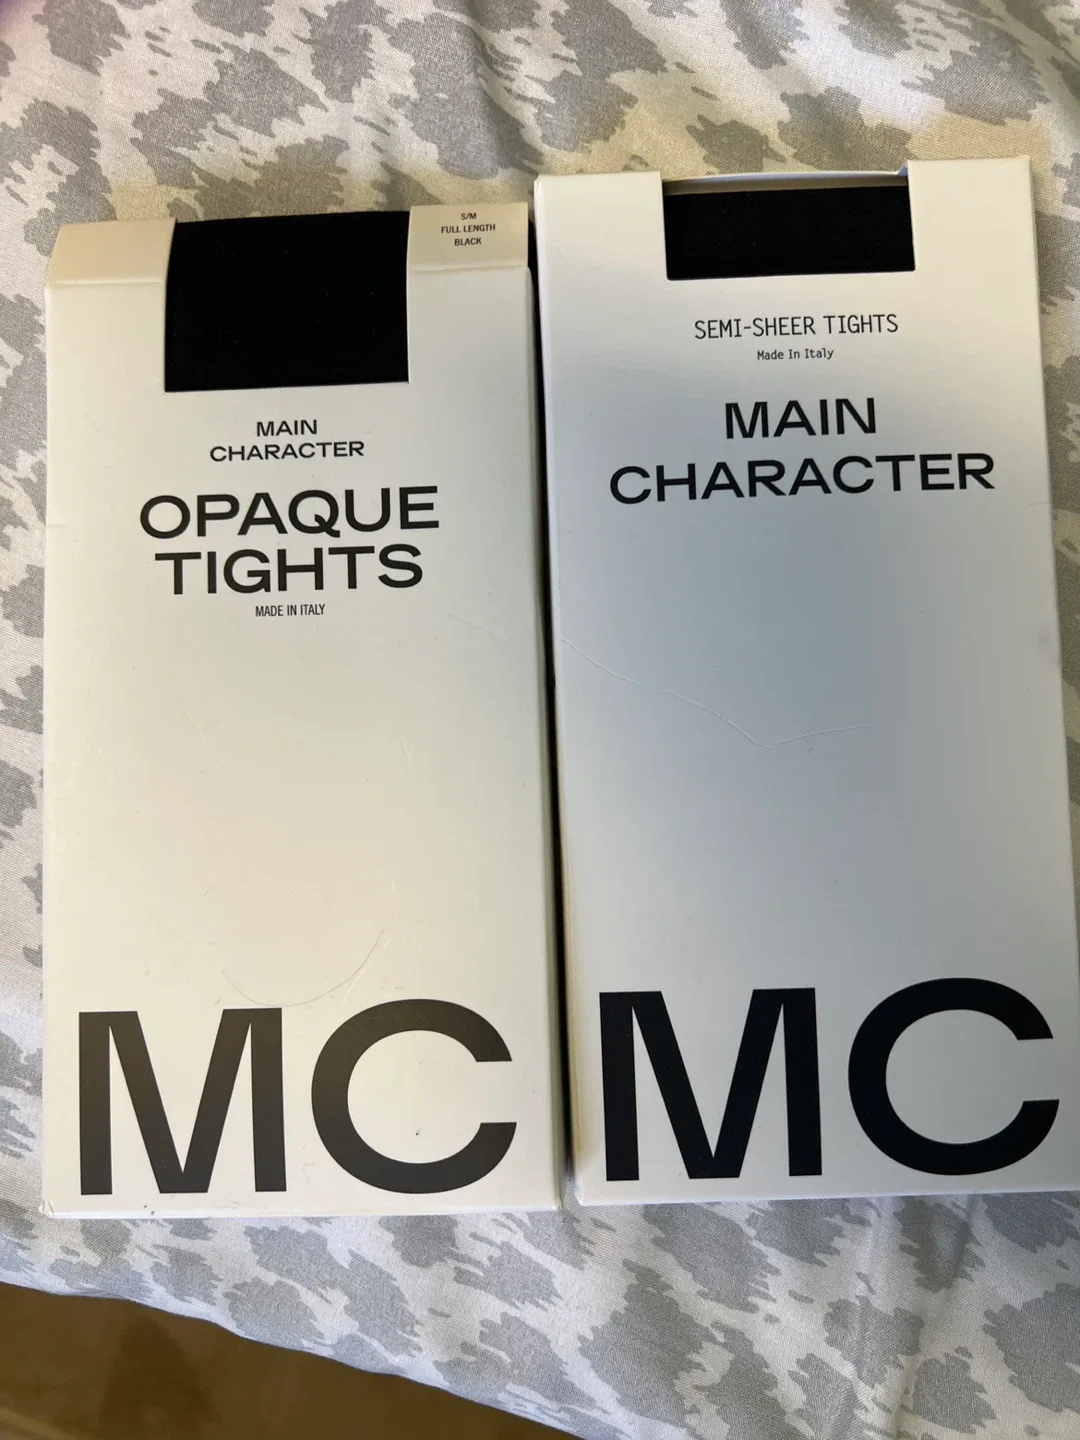 S/M
FULL LENGTH
BLACK
MAIN
CHARACTER
OPAQUE
TIGHTS
MADE IN ITALY
MC
SEMI-SHEER TIGHTS
Made In Italy
MAIN
CHARACTER
MC